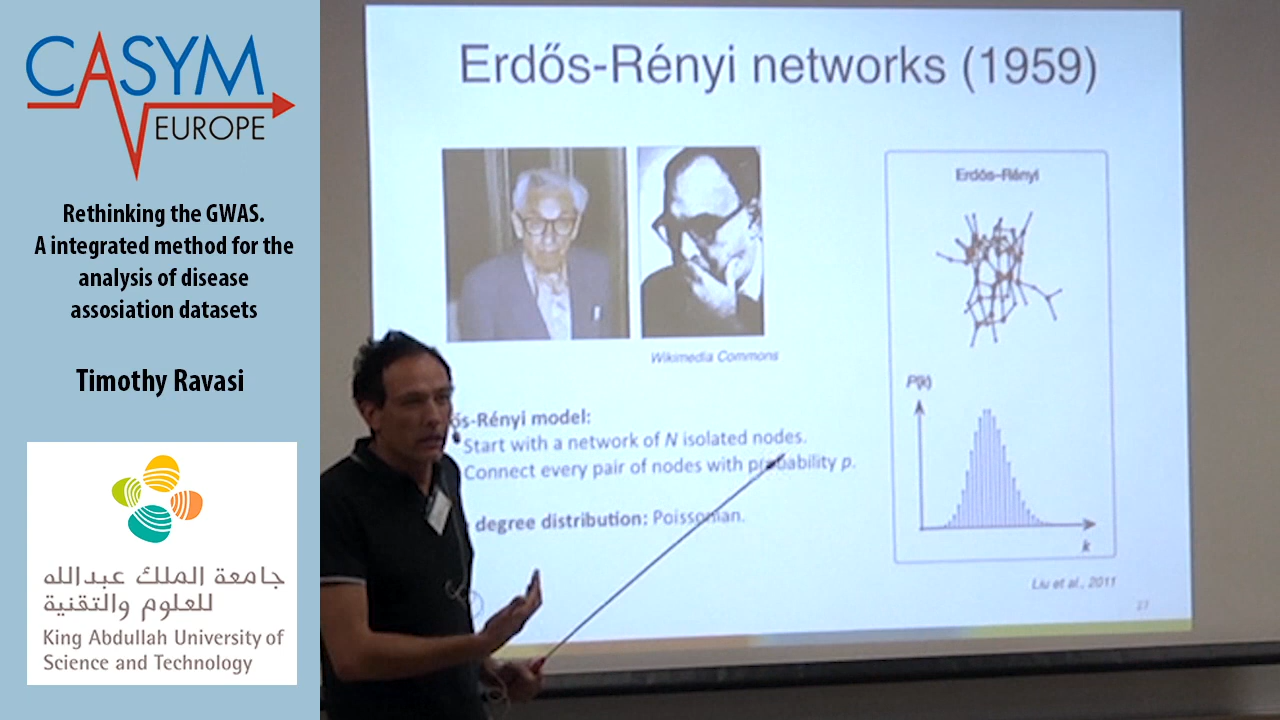 CASYM
EUROPE
Rethinking the GWAS.
A integrated method for the
analysis of disease
assosiation datasets
Timothy Ravasi
جامعة الملك عبدالله
للعلوم والتقنية
King Abdullah University of
Science and Technology
Erdős-Rényi networks (1959)
Wikimedia Commons
ős-Rényi model:
Start with a network of N isolated nodes.
Connect every pair of nodes with probability p.
degree distribution: Poissonian.
Erdős–Rényi
P(k)
k
Liu et al., 2011
27